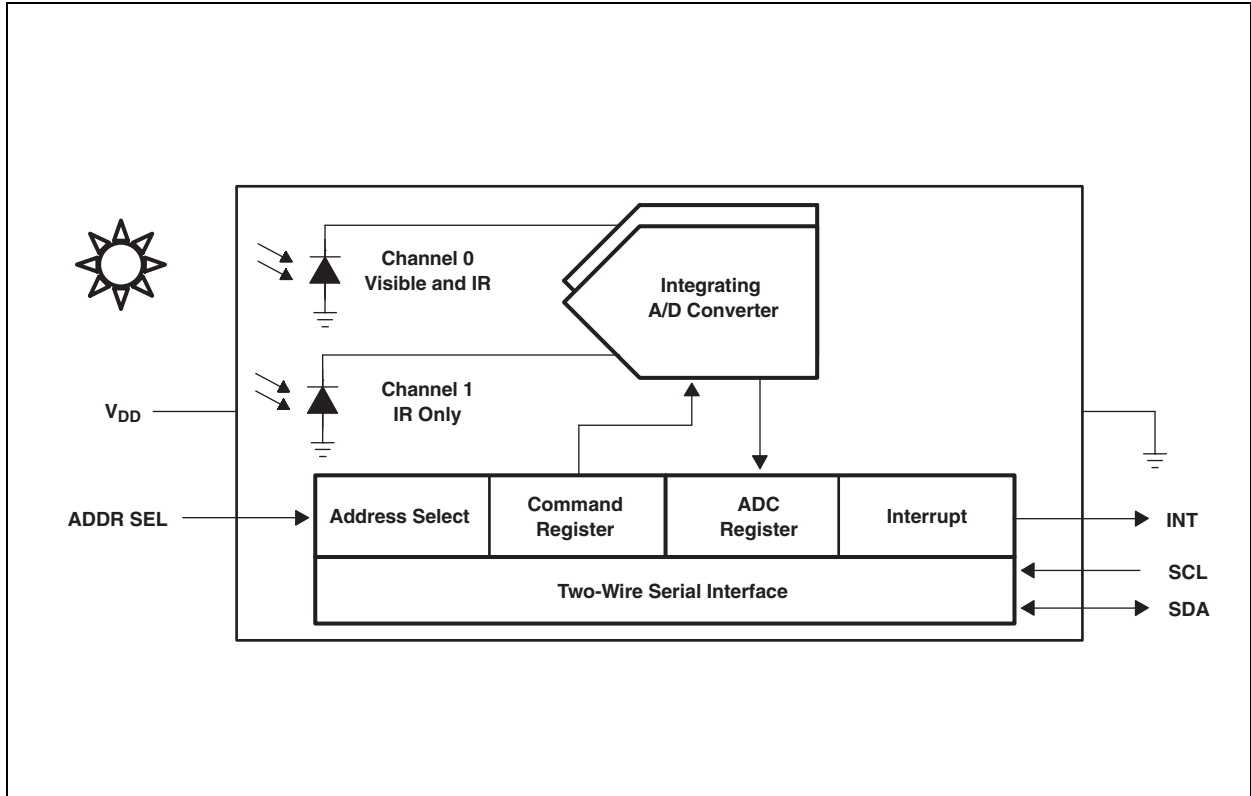 Channel 0
Visible and IR
Integrating
A/D Converter
Channel 1
IR Only
VDD
ADDR SEL
Address Select
Command
Register
ADC
Register
Interrupt
INT
Two-Wire Serial Interface
SCL
SDA